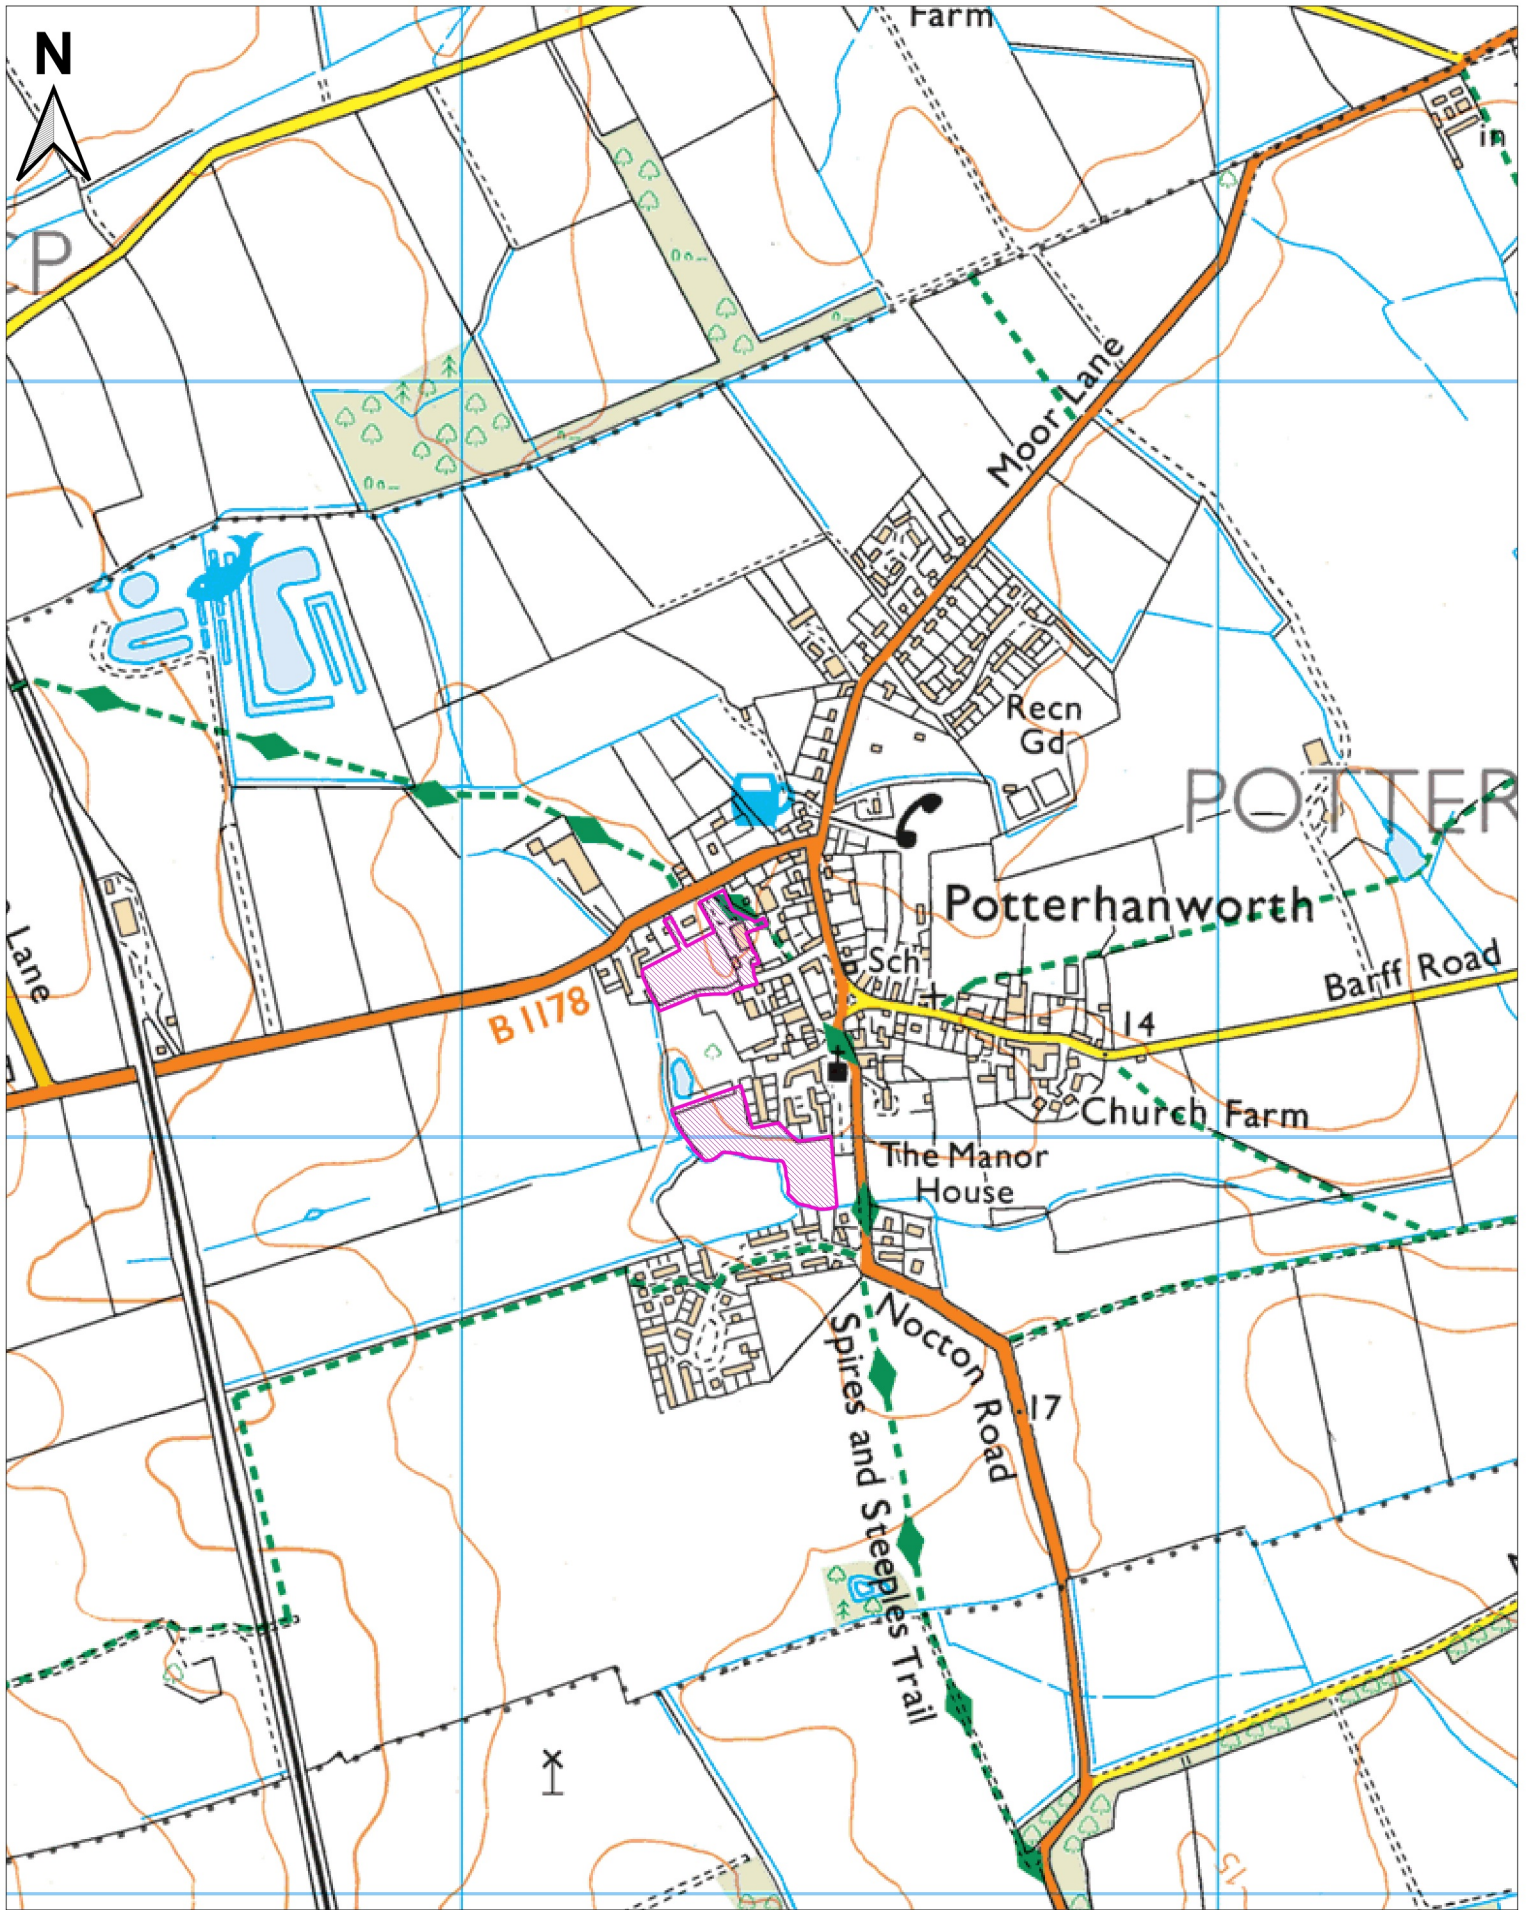 N
Farm
in
P
Moor Lane
Recn
Gd
POTTER
Potterhanworth
Lane
Sch
Barff Road
B 1178
14
Church Farm
The Manor
House
Nocton Road
Spires and Steeples Trail
17
15